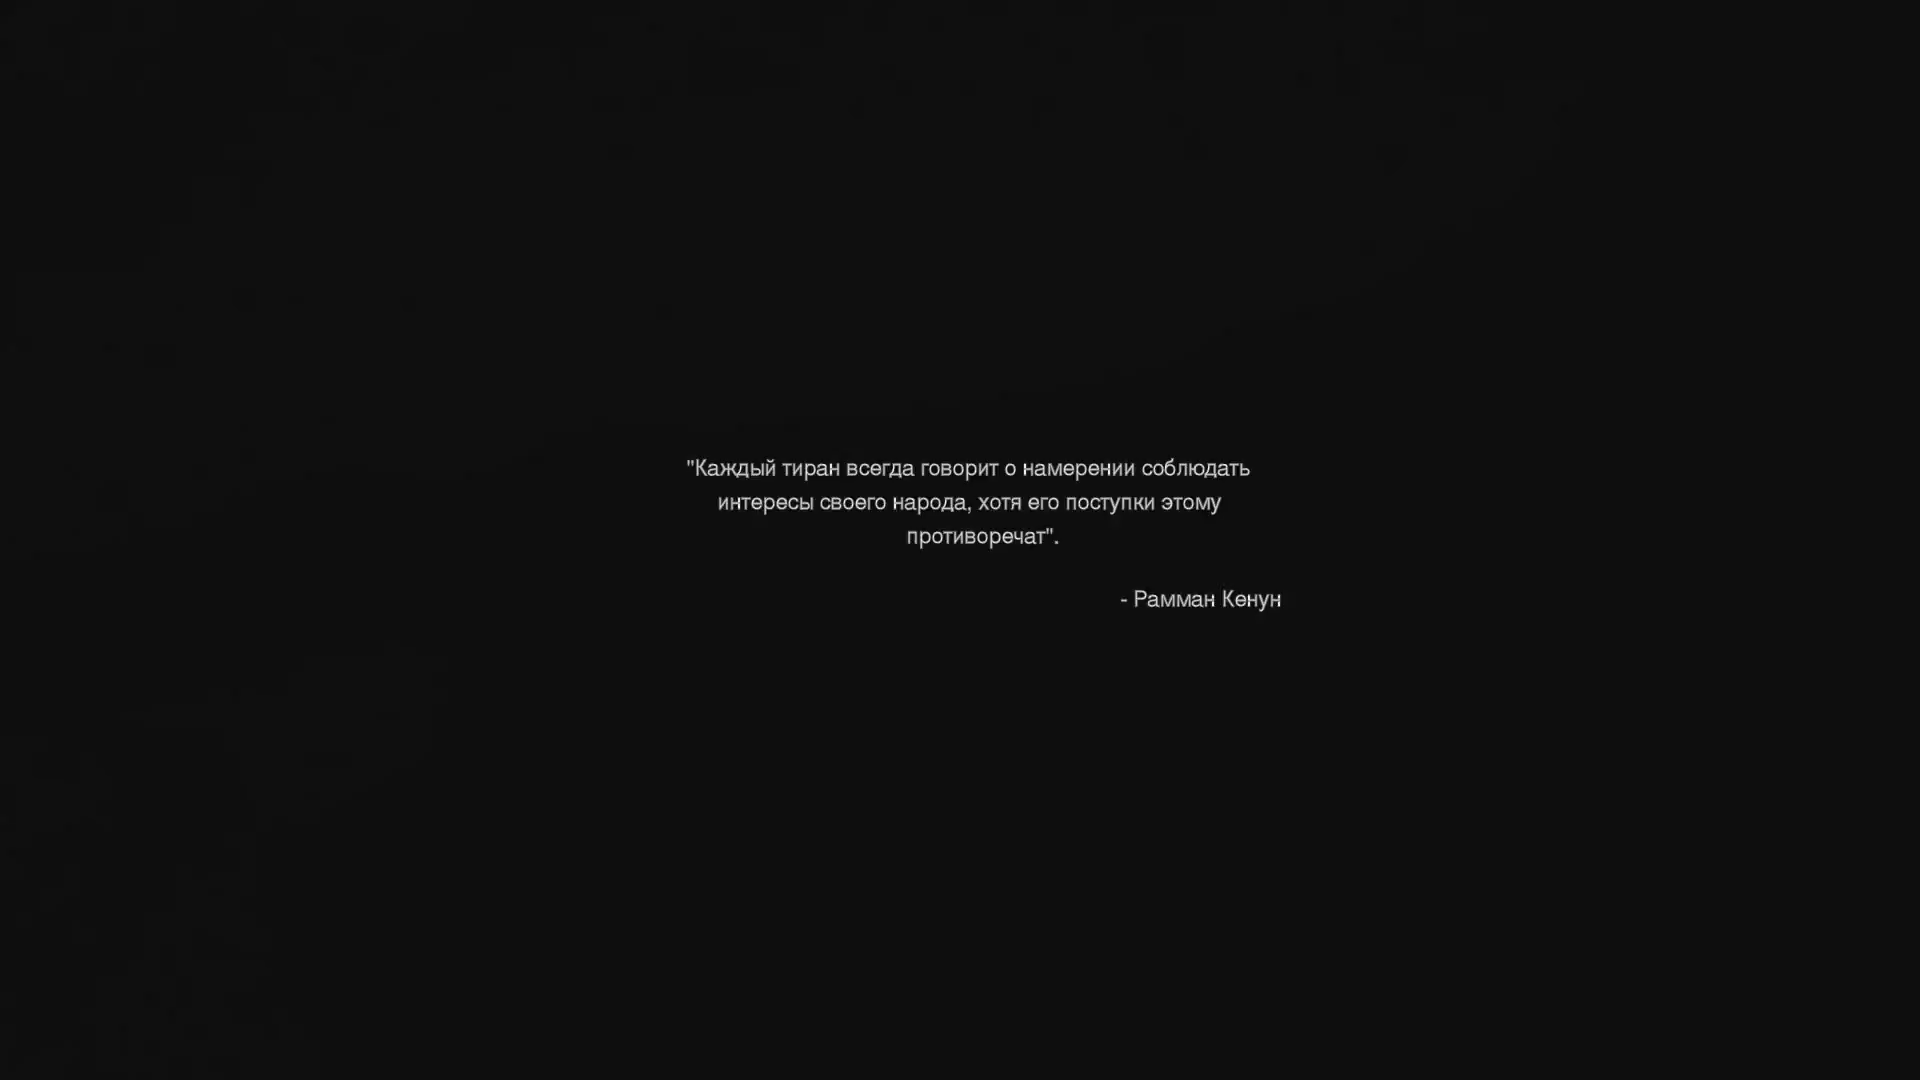 "Каждый тиран всегда говорит о намерении соблюдать
интересы своего народа, хотя его поступки этому
противоречат".
- Рамман Кенун